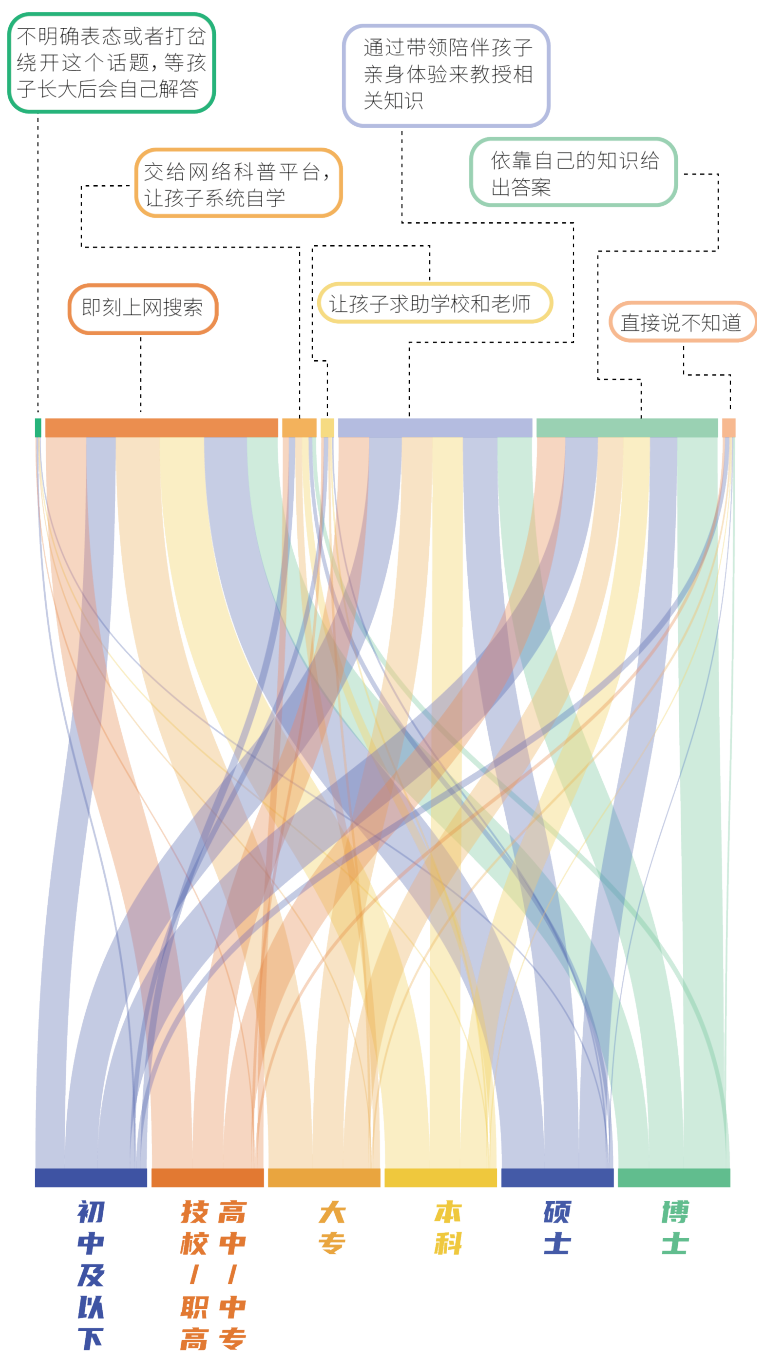 不明确表态或者打岔
绕开这个话题，等孩
子长大后会自己解答
通过带领陪伴孩子
亲身体验来教授相
关知识
交给网络科普平台，
让孩子系统自学
依靠自己的知识给
出答案
即刻上网搜索
让孩子求助学校和老师
直接说不知道
初中及以下
高中/中专
技校/职高
大专
本科
硕士
博士